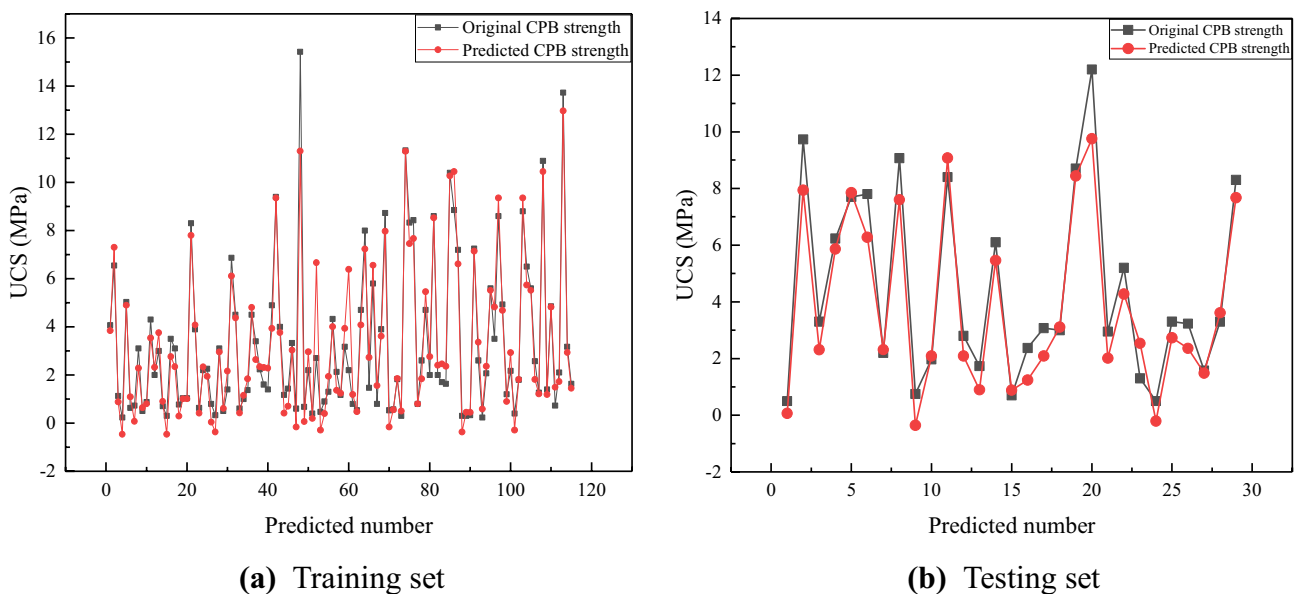 Original CPB strength
Predicted CPB strength
16
14
12
10
8
6
4
2
0
-2
UCS (MPa)
0 20 40 60 80 100 120
Predicted number
(a) Training set
Original CPB strength
Predicted CPB strength
14
12
10
8
6
4
2
0
-2
UCS (MPa)
0 5 10 15 20 25 30
Predicted number
(b) Testing set